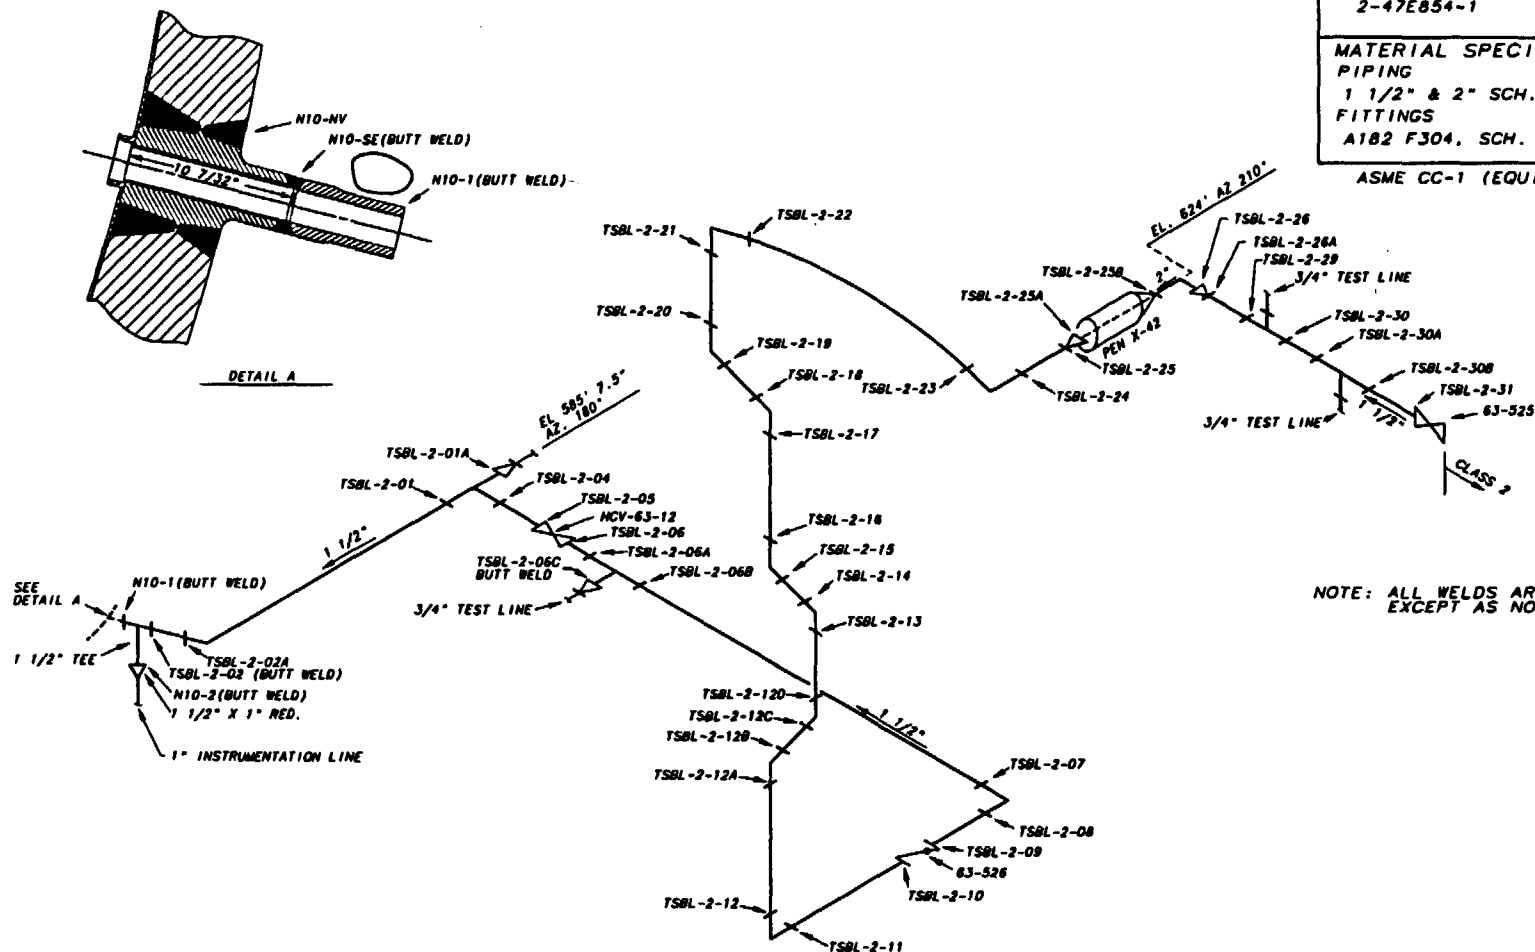 2-47E854-1
MATERIAL SPECI
PIPING
1 1/2" & 2" SCH.
FITTINGS
A182 F304, SCH.
ASME CC-1 (EQUI
N10-NV
N10-SE(BUTT WELD)
N10-1(BUTT WELD)
10 7/32"
DETAIL A
TSBL-2-22
TSBL-2-21
TSBL-2-20
TSBL-2-19
TSBL-2-18
TSBL-2-17
TSBL-2-16
TSBL-2-15
TSBL-2-14
TSBL-2-13
TSBL-2-23
TSBL-2-24
TSBL-2-25
TSBL-2-25A
PEN X-42
TSBL-2-25B
2"
EL. 624' AZ 210°
TSBL-2-26
TSBL-2-26A
TSBL-2-29
3/4" TEST LINE
TSBL-2-30
TSBL-2-30A
TSBL-2-30B
TSBL-2-31
63-525
1 1/2"
3/4" TEST LINE
CLASS 2
EL 585' 7.5"
AZ. 180°
TSBL-2-01A
TSBL-2-01
TSBL-2-04
TSBL-2-05
HCV-63-12
TSBL-2-06
TSBL-2-06A
TSBL-2-06B
TSBL-2-06C
BUTT WELD
3/4" TEST LINE
1 1/2"
SEE
DETAIL A
N10-1(BUTT WELD)
1 1/2" TEE
TSBL-2-02A
TSBL-2-02 (BUTT WELD)
N10-2(BUTT WELD)
1 1/2" X 1" RED.
1" INSTRUMENTATION LINE
NOTE: ALL WELDS AR
EXCEPT AS NO
TSBL-2-12D
TSBL-2-12C
TSBL-2-12B
TSBL-2-12A
1 1/2"
TSBL-2-07
TSBL-2-08
TSBL-2-09
63-526
TSBL-2-10
TSBL-2-12
TSBL-2-11